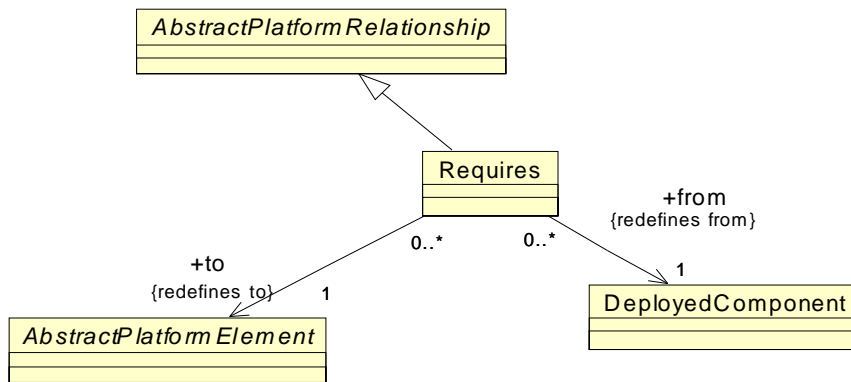 AbstractPlatformRelationship
Requires
+from
{redefines from}
0..*
0..*
+to
{redefines to}
1
1
DeployedComponent
AbstractPlatformElement